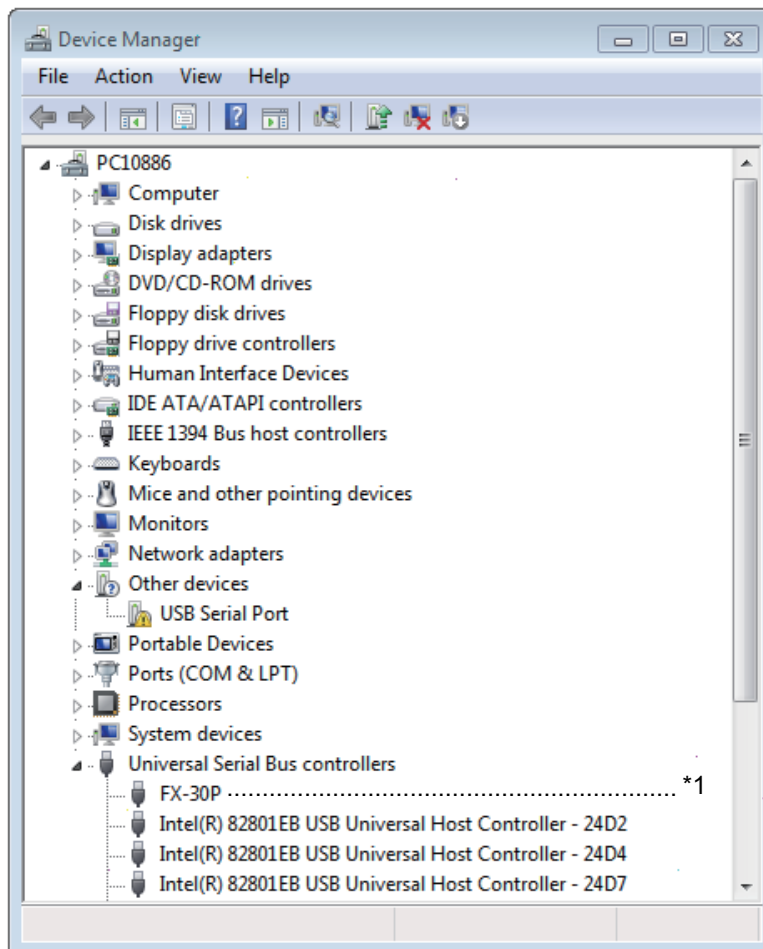 Device Manager
File Action View Help
PC10886
Computer
Disk drives
Display adapters
DVD/CD-ROM drives
Floppy disk drives
Floppy drive controllers
Human Interface Devices
IDE ATA/ATAPI controllers
IEEE 1394 Bus host controllers
Keyboards
Mice and other pointing devices
Monitors
Network adapters
Other devices
USB Serial Port
Portable Devices
Ports (COM & LPT)
Processors
System devices
Universal Serial Bus controllers
FX-30P ........................................................... *1
Intel(R) 82801EB USB Universal Host Controller - 24D2
Intel(R) 82801EB USB Universal Host Controller - 24D4
Intel(R) 82801EB USB Universal Host Controller - 24D7